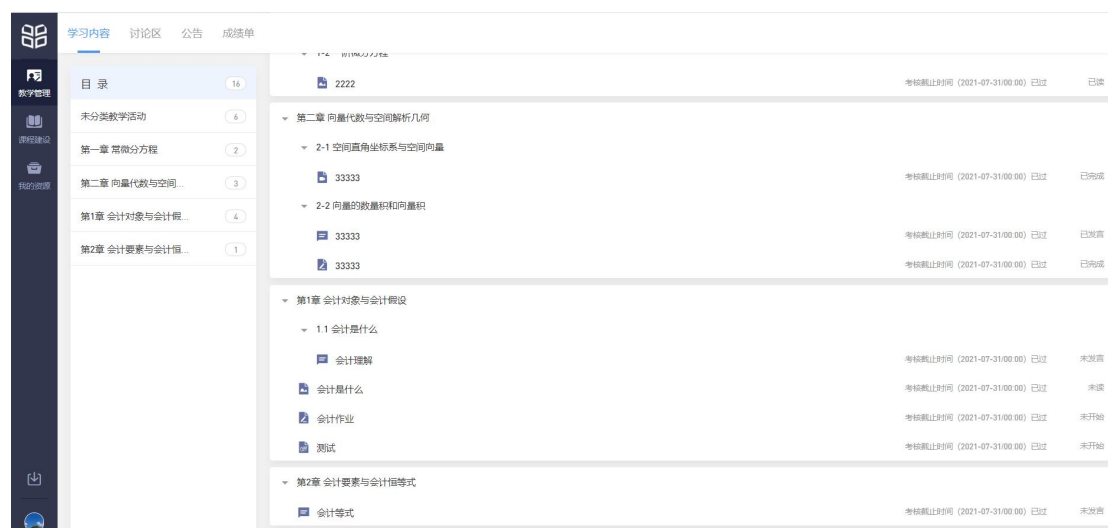 学习内容 讨论区 公告 成绩单
教学管理
课程建设
我的资源
目 录 16
未分类教学活动 6
第一章 常微分方程 2
第二章 向量代数与空间... 3
第1章 会计对象与会计假... 4
第2章 会计要素与会计恒... 1
2222 考核截止时间 (2021-07-31/00:00) 已过 已读
第二章 向量代数与空间解析几何
2-1 空间直角坐标系与空间向量
33333 考核截止时间 (2021-07-31/00:00) 已过 已完成
2-2 向量的数量积和向量积
33333 考核截止时间 (2021-07-31/00:00) 已过 已发言
33333 考核截止时间 (2021-07-31/00:00) 已过 已完成
第1章 会计对象与会计假设
1.1 会计是什么
会计理解 考核截止时间 (2021-07-31/00:00) 已过 未发言
会计是什么 考核截止时间 (2021-07-31/00:00) 已过 未读
会计作业 考核截止时间 (2021-07-31/00:00) 已过 未开始
测试 考核截止时间 (2021-07-31/00:00) 已过 未开始
第2章 会计要素与会计恒等式
会计等式 考核截止时间 (2021-07-31/00:00) 已过 未发言